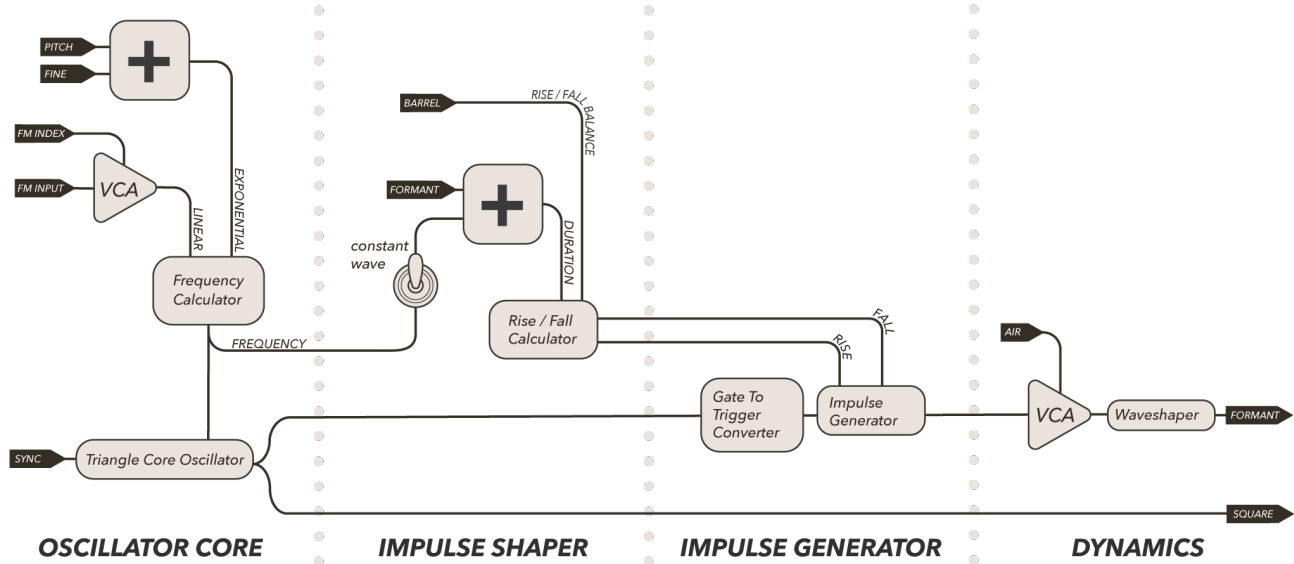 PITCH
FINE
FM INDEX
FM INPUT
VCA
LINEAR
EXPONENTIAL
Frequency
Calculator
FREQUENCY
SYNC
Triangle Core Oscillator
OSCILLATOR CORE
BARREL
RISE / FALL BALANCE
FORMANT
constant
wave
DURATION
Rise / Fall
Calculator
IMPULSE SHAPER
FALL
RISE
Gate To
Trigger
Converter
Impulse
Generator
IMPULSE GENERATOR
AIR
VCA
Waveshaper
FORMANT
SQUARE
DYNAMICS